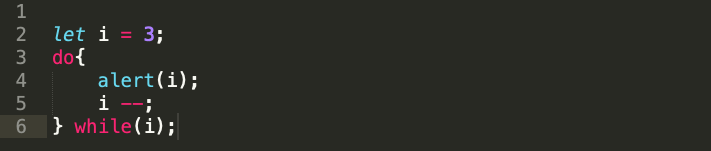 1
2 let i = 3;
3 do{
4     alert(i);
5     i --;
6 } while(i);